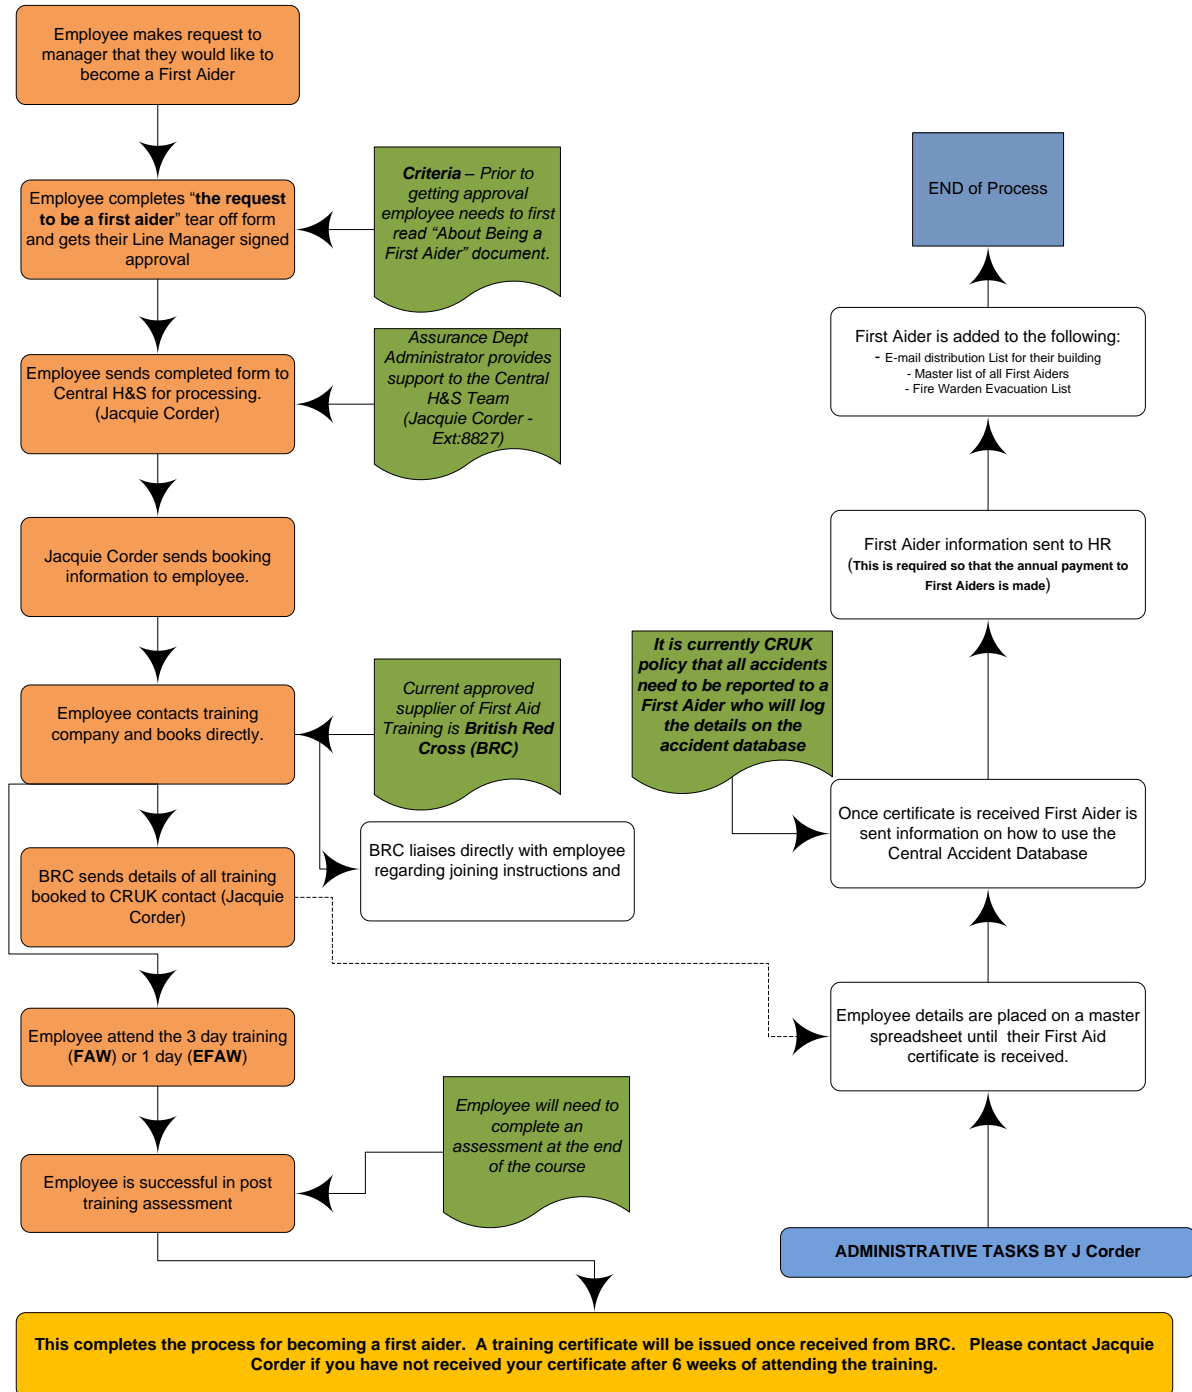 Employee makes request to
manager that they would like to
become a First Aider
Employee completes “the request
to be a first aider” tear off form
and gets their Line Manager signed
approval
Criteria – Prior to
getting approval
employee needs to first
read “About Being a
First Aider” document.
Employee sends completed form to
Central H&S for processing.
(Jacquie Corder)
Assurance Dept
Administrator provides
support to the Central
H&S Team
(Jacquie Corder -
Ext:8827)
Jacquie Corder sends booking
information to employee.
Employee contacts training
company and books directly.
Current approved
supplier of First Aid
Training is British Red
Cross (BRC)
BRC liaises directly with employee
regarding joining instructions and
BRC sends details of all training
booked to CRUK contact (Jacquie
Corder)
Employee attend the 3 day training
(FAW) or 1 day (EFAW)
Employee will need to
complete an
assessment at the end
of the course
Employee is successful in post
training assessment
END of Process
First Aider is added to the following:
- E-mail distribution List for their building
- Master list of all First Aiders
- Fire Warden Evacuation List
First Aider information sent to HR
(This is required so that the annual payment to
First Aiders is made)
It is currently CRUK
policy that all accidents
need to be reported to a
First Aider who will log
the details on the
accident database
Once certificate is received First Aider is
sent information on how to use the
Central Accident Database
Employee details are placed on a master
spreadsheet until their First Aid
certificate is received.
ADMINISTRATIVE TASKS BY J Corder
This completes the process for becoming a first aider. A training certificate will be issued once received from BRC. Please contact Jacquie
Corder if you have not received your certificate after 6 weeks of attending the training.